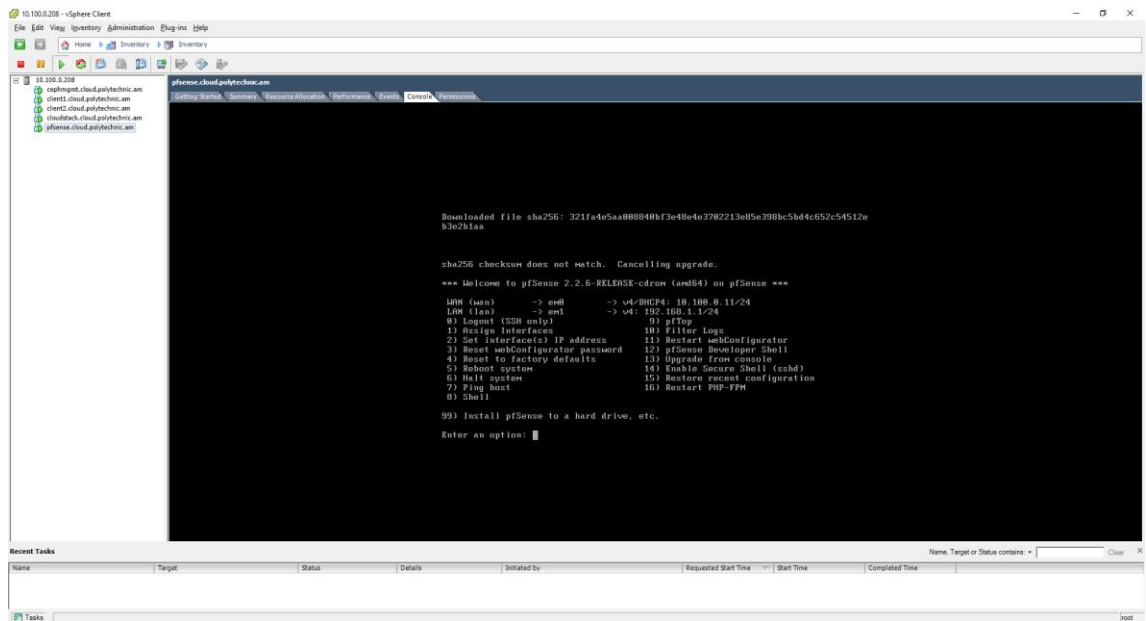 10.100.0.208 - vSphere Client
File Edit View Inventory Administration Plug-ins Help
Home Inventory Inventory
10.100.0.208
cephmgmt.cloud.polytechnic.am
client1.cloud.polytechnic.am
client2.cloud.polytechnic.am
cloudstack.cloud.polytechnic.am
pfsense.cloud.polytechnic.am
pfsense.cloud.polytechnic.am
Getting Started Summary Resource Allocation Performance Events Console Permissions
Downloaded file sha256: 321fa4e5aa008840bf3e48e4e3702213e85e398bc5bd4c652c54512e
b3e2b1aa
sha256 checksum does not match. Cancelling upgrade.
*** Welcome to pfSense 2.2.6-RELEASE-cdrom (amd64) on pfSense ***
WAN (wan) -> em0 -> v4/DHCP4: 10.100.0.11/24
LAN (lan) -> em1 -> v4: 192.168.1.1/24
0) Logout (SSH only) 9) pfTop
1) Assign Interfaces 10) Filter Logs
2) Set interface(s) IP address 11) Restart webConfigurator
3) Reset webConfigurator password 12) pfSense Developer Shell
4) Reset to factory defaults 13) Upgrade from console
5) Reboot system 14) Enable Secure Shell (sshd)
6) Halt system 15) Restore recent configuration
7) Ping host 16) Restart PHP-FPM
8) Shell
99) Install pfSense to a hard drive, etc.
Enter an option:
Recent Tasks Name, Target or Status contains: Clear
Name Target Status Details Initiated by Requested Start Time Start Time Completed Time
Tasks root